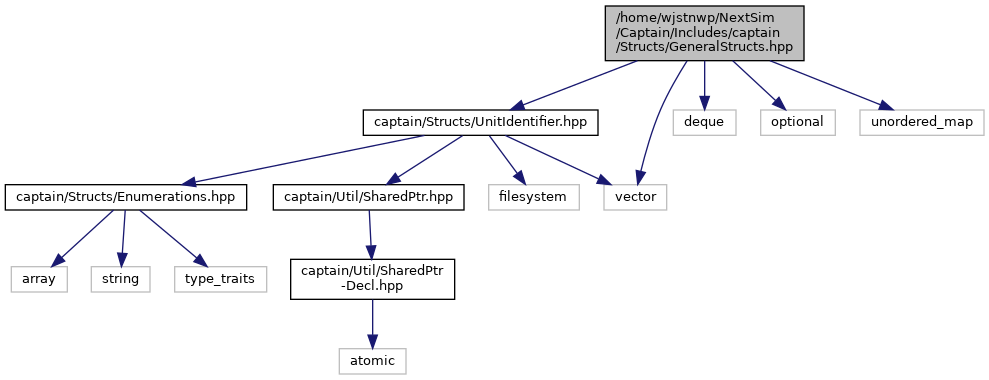 /home/wjstnwp/NextSim
/Captain/Includes/captain
/Structs/GeneralStructs.hpp
captain/Structs/UnitIdentifier.hpp
deque
optional
unordered_map
captain/Structs/Enumerations.hpp
captain/Util/SharedPtr.hpp
filesystem
vector
array
string
type_traits
captain/Util/SharedPtr
-Decl.hpp
atomic